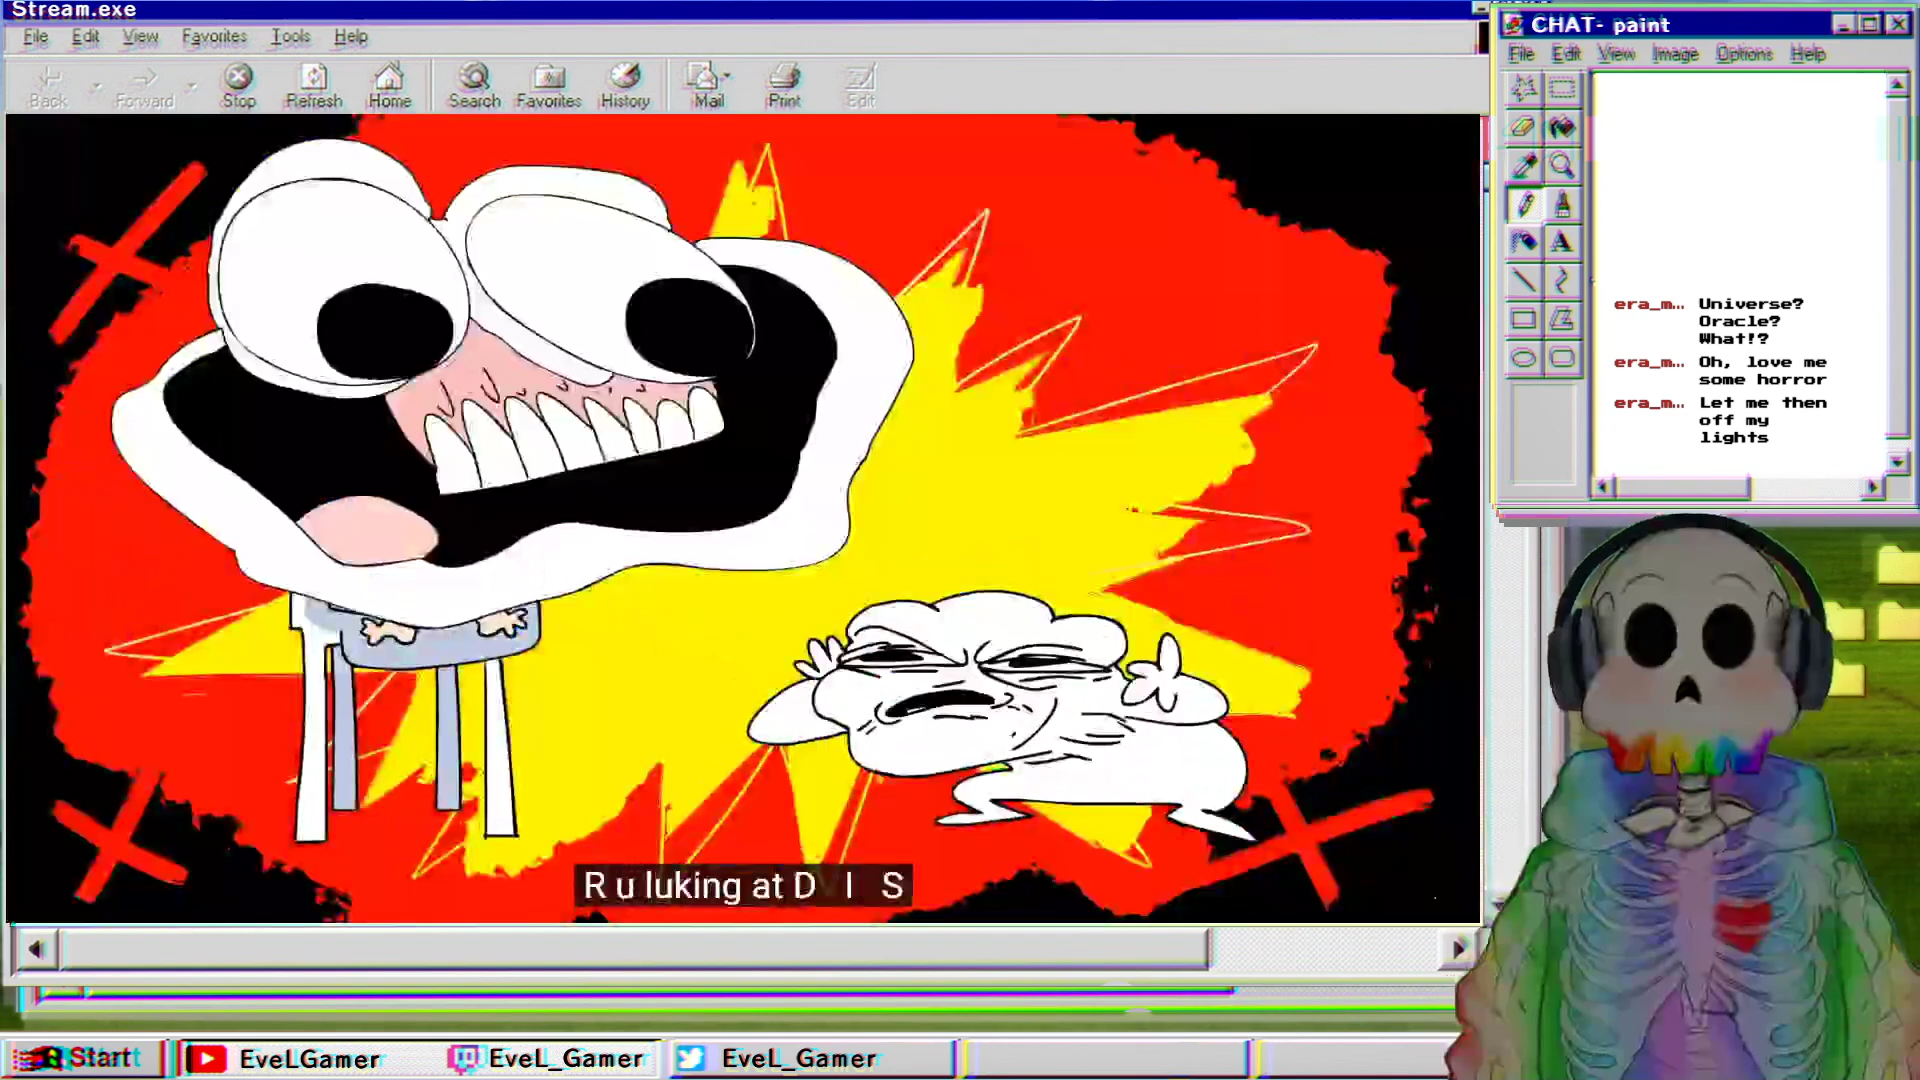 Stream.exe
File Edit View Favorites Tools Help
Back Forward Stop Refresh Home Search Favorites History Mail Print Edit
R u luking at D I S
CHAT- paint
File Edit View Image Options Help
A
era_m... Universe?
Oracle?
What!?
era_m... Oh, love me
some horror
era_m... Let me then
off my
lights
Start EveLGamer EveL_Gamer EveL_Gamer